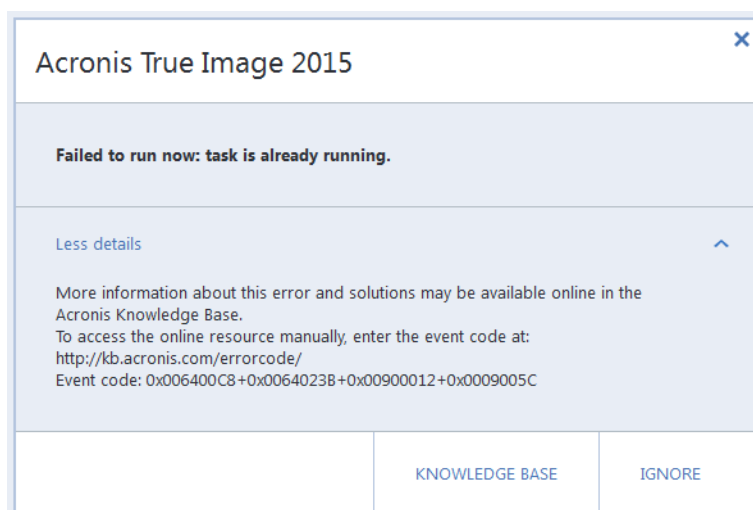 Acronis True Image 2015
Failed to run now: task is already running.
Less details
More information about this error and solutions may be available online in the
Acronis Knowledge Base.
To access the online resource manually, enter the event code at:
http://kb.acronis.com/errorcode/
Event code: 0x006400C8+0x0064023B+0x00900012+0x0009005C
KNOWLEDGE BASE
IGNORE